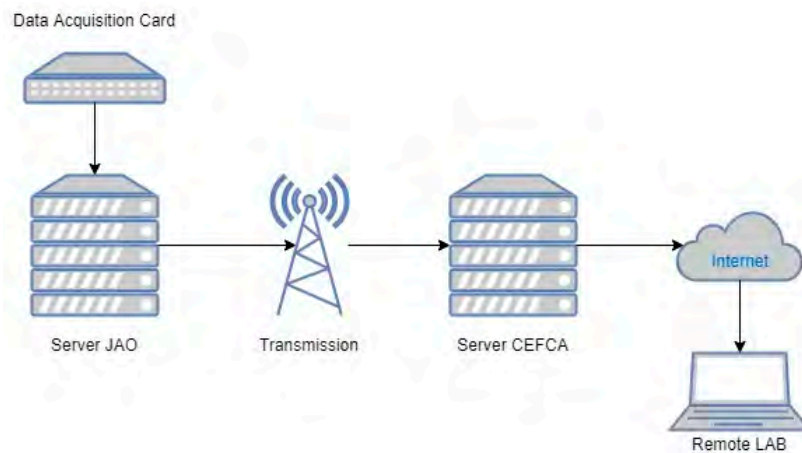 Data Acquisition Card
Internet
Server JAO
Transmission
Server CEFCA
Remote LAB